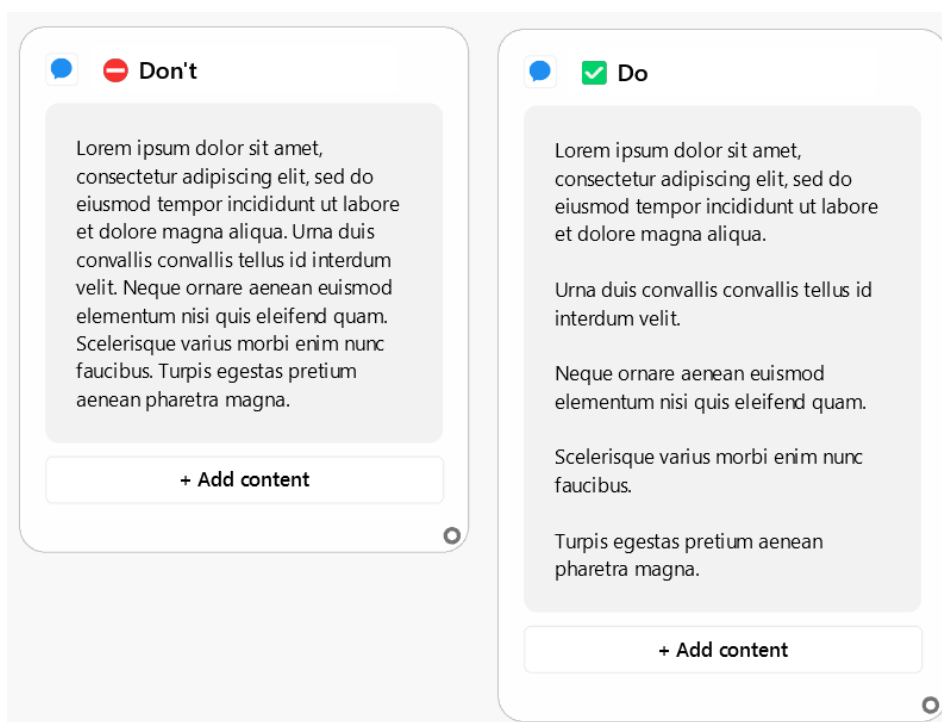 Don't
Lorem ipsum dolor sit amet,
consectetur adipiscing elit, sed do
eiusmod tempor incididunt ut labore
et dolore magna aliqua. Urna duis
convallis convallis tellus id interdum
velit. Neque ornare aenean euismod
elementum nisi quis eleifend quam.
Scelerisque varius morbi enim nunc
faucibus. Turpis egestas pretium
aenean pharetra magna.
+ Add content
Do
Lorem ipsum dolor sit amet,
consectetur adipiscing elit, sed do
eiusmod tempor incididunt ut labore
et dolore magna aliqua.
Urna duis convallis convallis tellus id
interdum velit.
Neque ornare aenean euismod
elementum nisi quis eleifend quam.
Scelerisque varius morbi enim nunc
faucibus.
Turpis egestas pretium aenean
pharetra magna.
+ Add content